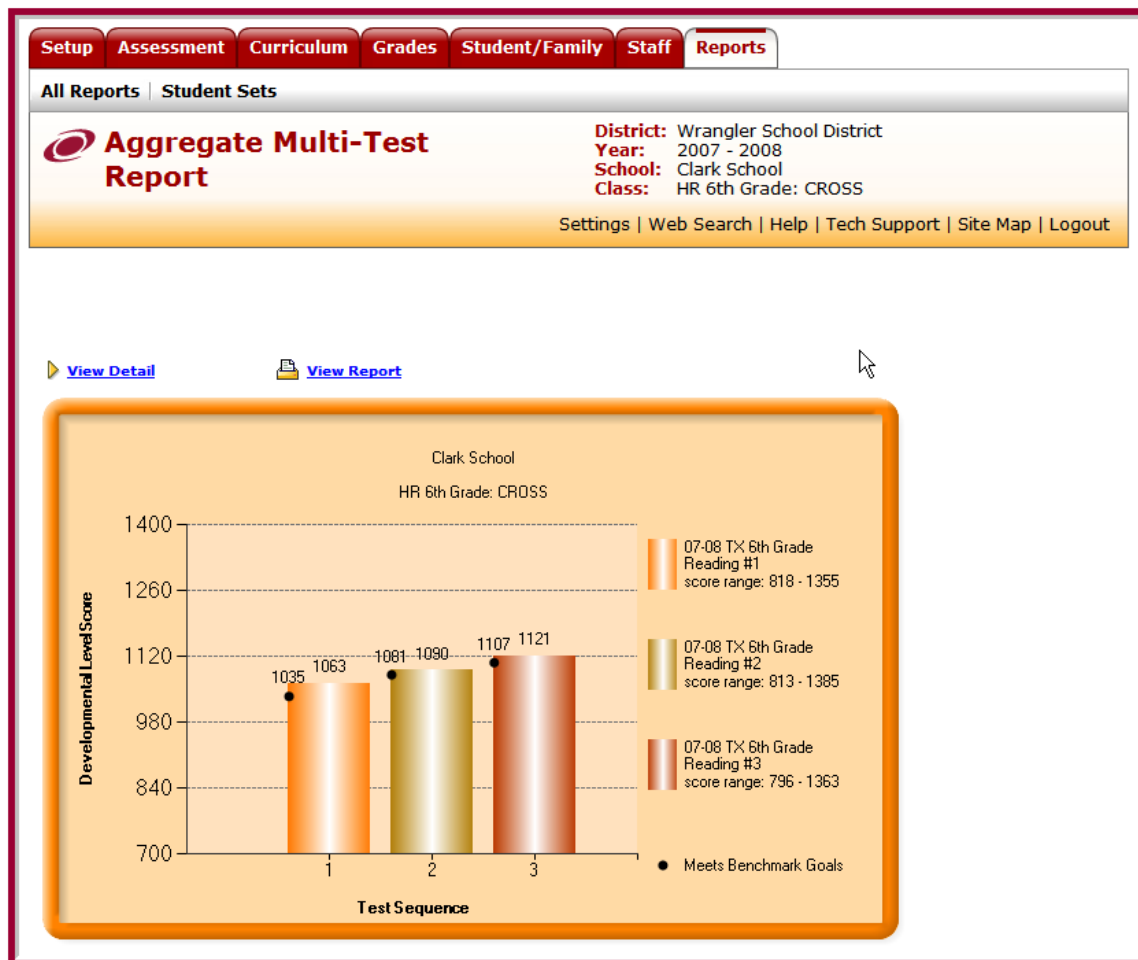 Setup Assessment Curriculum Grades Student/Family Staff Reports
All Reports | Student Sets
Aggregate Multi-Test
Report
District: Wrangler School District
Year: 2007 - 2008
School: Clark School
Class: HR 6th Grade: CROSS
Settings | Web Search | Help | Tech Support | Site Map | Logout
View Detail
View Report
Clark School
HR 6th Grade: CROSS
Developmental Level Score
1400
1260
1120
980
840
700
1035
1063
1081
1090
1107
1121
1
2
3
Test Sequence
07-08 TX 6th Grade
Reading #1
score range: 818 - 1355
07-08 TX 6th Grade
Reading #2
score range: 813 - 1385
07-08 TX 6th Grade
Reading #3
score range: 796 - 1363
Meets Benchmark Goals